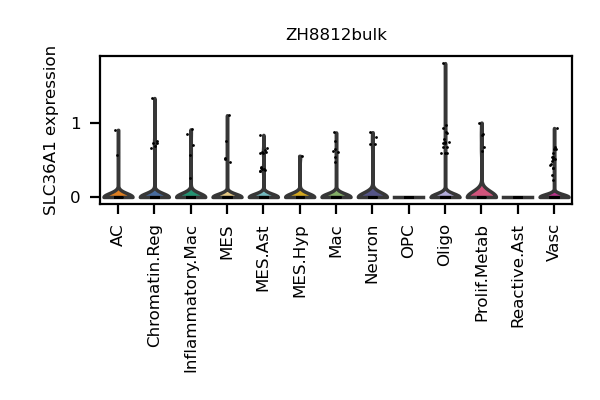 ZH8812bulk
SLC36A1 expression
1
0
AC
Chromatin.Reg
Inflammatory.Mac
MES
MES.Ast
MES.Hyp
Mac
Neuron
OPC
Oligo
Prolif.Metab
Reactive.Ast
Vasc